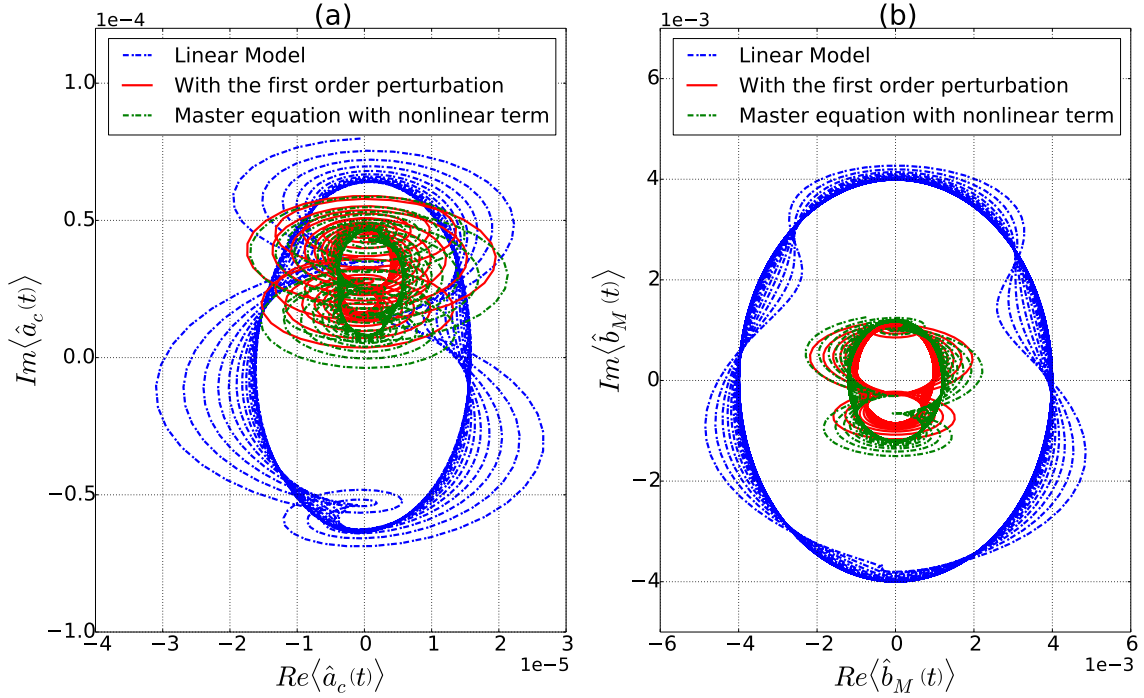 (a)
1e−4
Linear Model
With the first order perturbation
Master equation with nonlinear term
1.0
0.5
0.0
−0.5
−1.0
Im⟨â_c(t)⟩
−4 −3 −2 −1 0 1 2 3
1e−5
Re⟨â_c(t)⟩
(b)
1e−3
Linear Model
With the first order perturbation
Master equation with nonlinear term
6
4
2
0
−2
−4
Im⟨b̂_M(t)⟩
−6 −4 −2 0 2 4 6
1e−3
Re⟨b̂_M(t)⟩